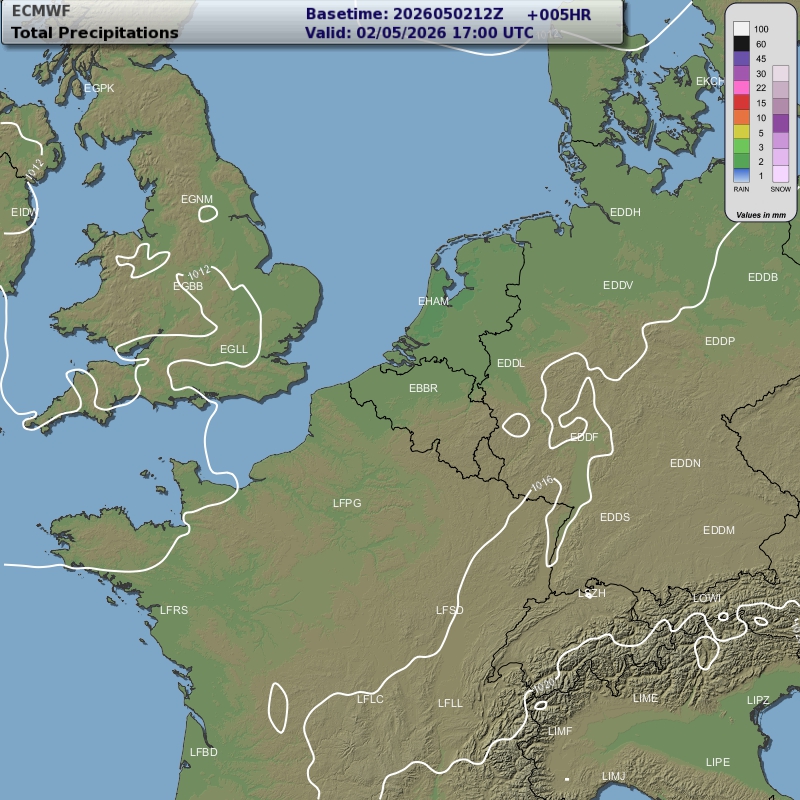 ECMWF
Basetime: 2026050212Z +005HR
Total Precipitations
Valid: 02/05/2026 17:00 UTC
100
60
45
30
22
15
10
5
3
2
1
RAIN SNOW
Values in mm
EGPK
EKCH
1012
EIDW
EGNM
EDDH
1012
EGBB
EDDV
EDDB
EHAM
EGLL
EDDP
EDDL
EBBR
EDDF
EDDN
1016
LFPG
EDDS
EDDM
LSZH
LOWI
LFRS
LFSD
1020
LFLC
LFLL
LIME
LIPZ
LIMF
LFBD
LIPE
LIMJ